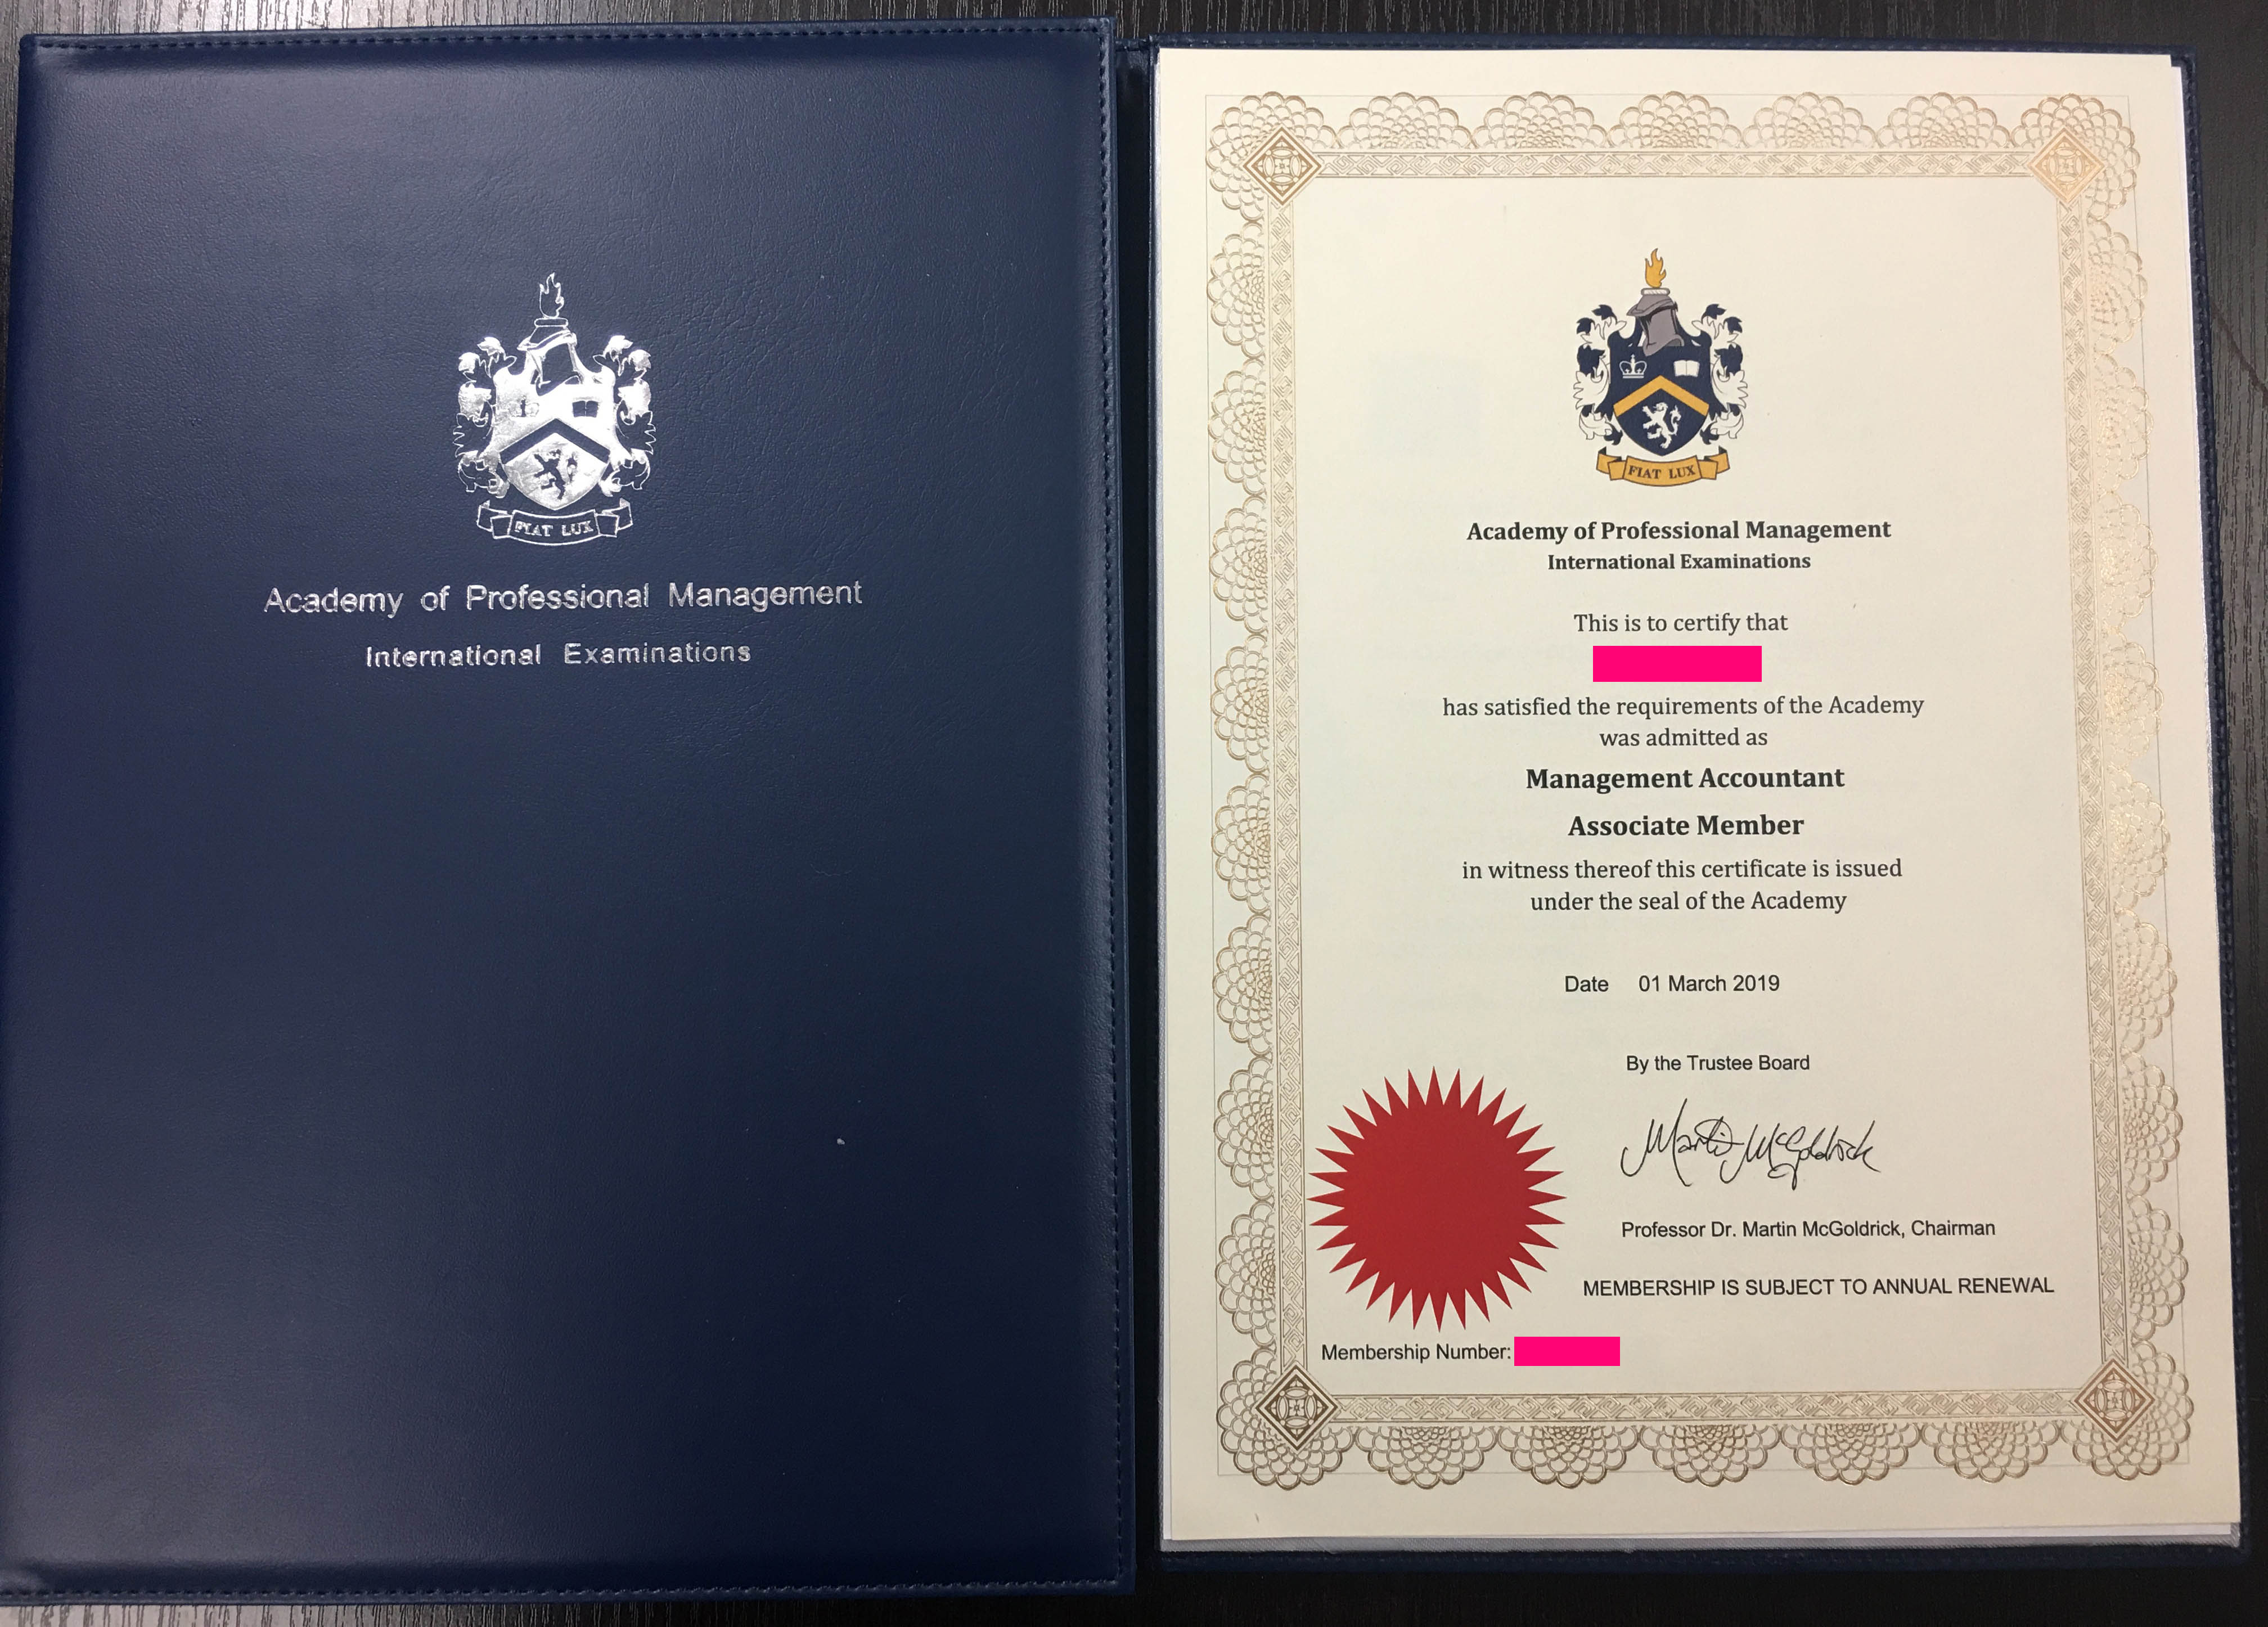 FIAT LUX
Academy of Professional Management
International Examinations
FIAT LUX
Academy of Professional Management
International Examinations
This is to certify that
has satisfied the requirements of the Academy
was admitted as
Management Accountant
Associate Member
in witness thereof this certificate is issued
under the seal of the Academy
Date 01 March 2019
By the Trustee Board
Martin McGoldrick
Professor Dr. Martin McGoldrick, Chairman
MEMBERSHIP IS SUBJECT TO ANNUAL RENEWAL
Membership Number: